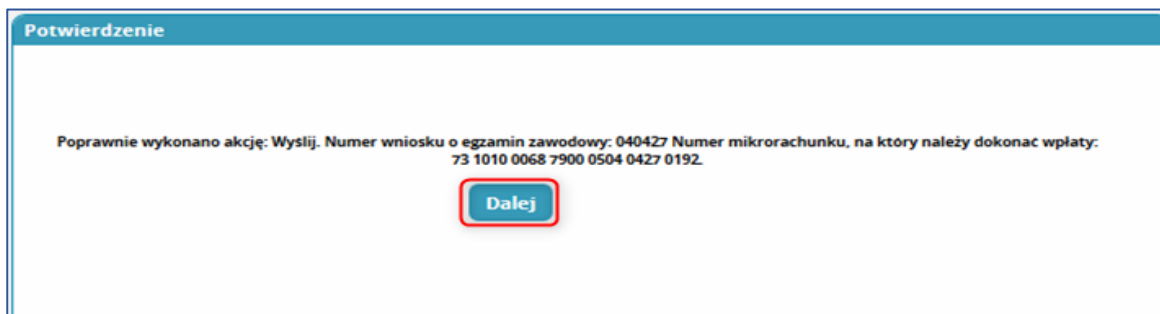 Potwierdzenie
Poprawnie wykonano akcję: Wyślij. Numer wniosku o egzamin zawodowy: 040427 Numer mikrorachunku, na który należy dokonać wpłaty:
73 1010 0068 7900 0504 0427 0192.
Dalej